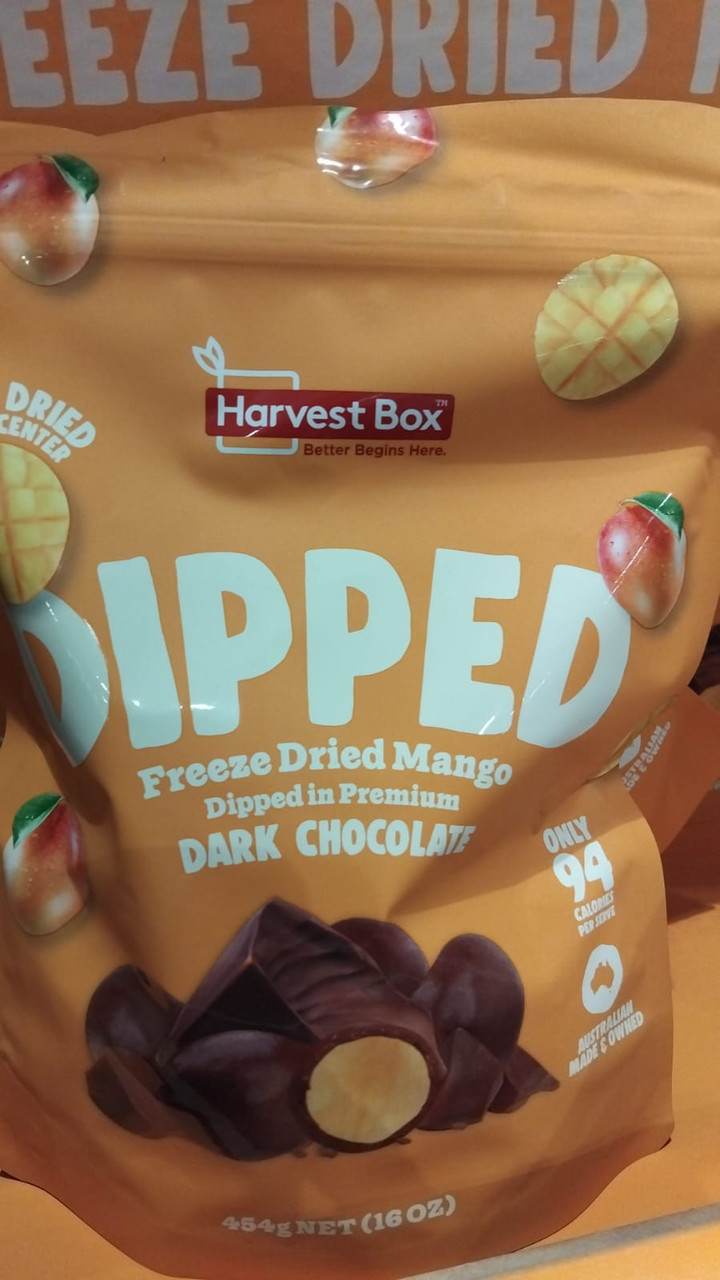 EEZE DRIED
Harvest Box™
Better Begins Here.
DRIED
CENTER
DIPPED
Freeze Dried Mango
Dipped in Premium
DARK CHOCOLATE
ONLY
94
CALORIES
PER SERVE
AUSTRALIAN
MADE & OWNED
454g NET (16 OZ)